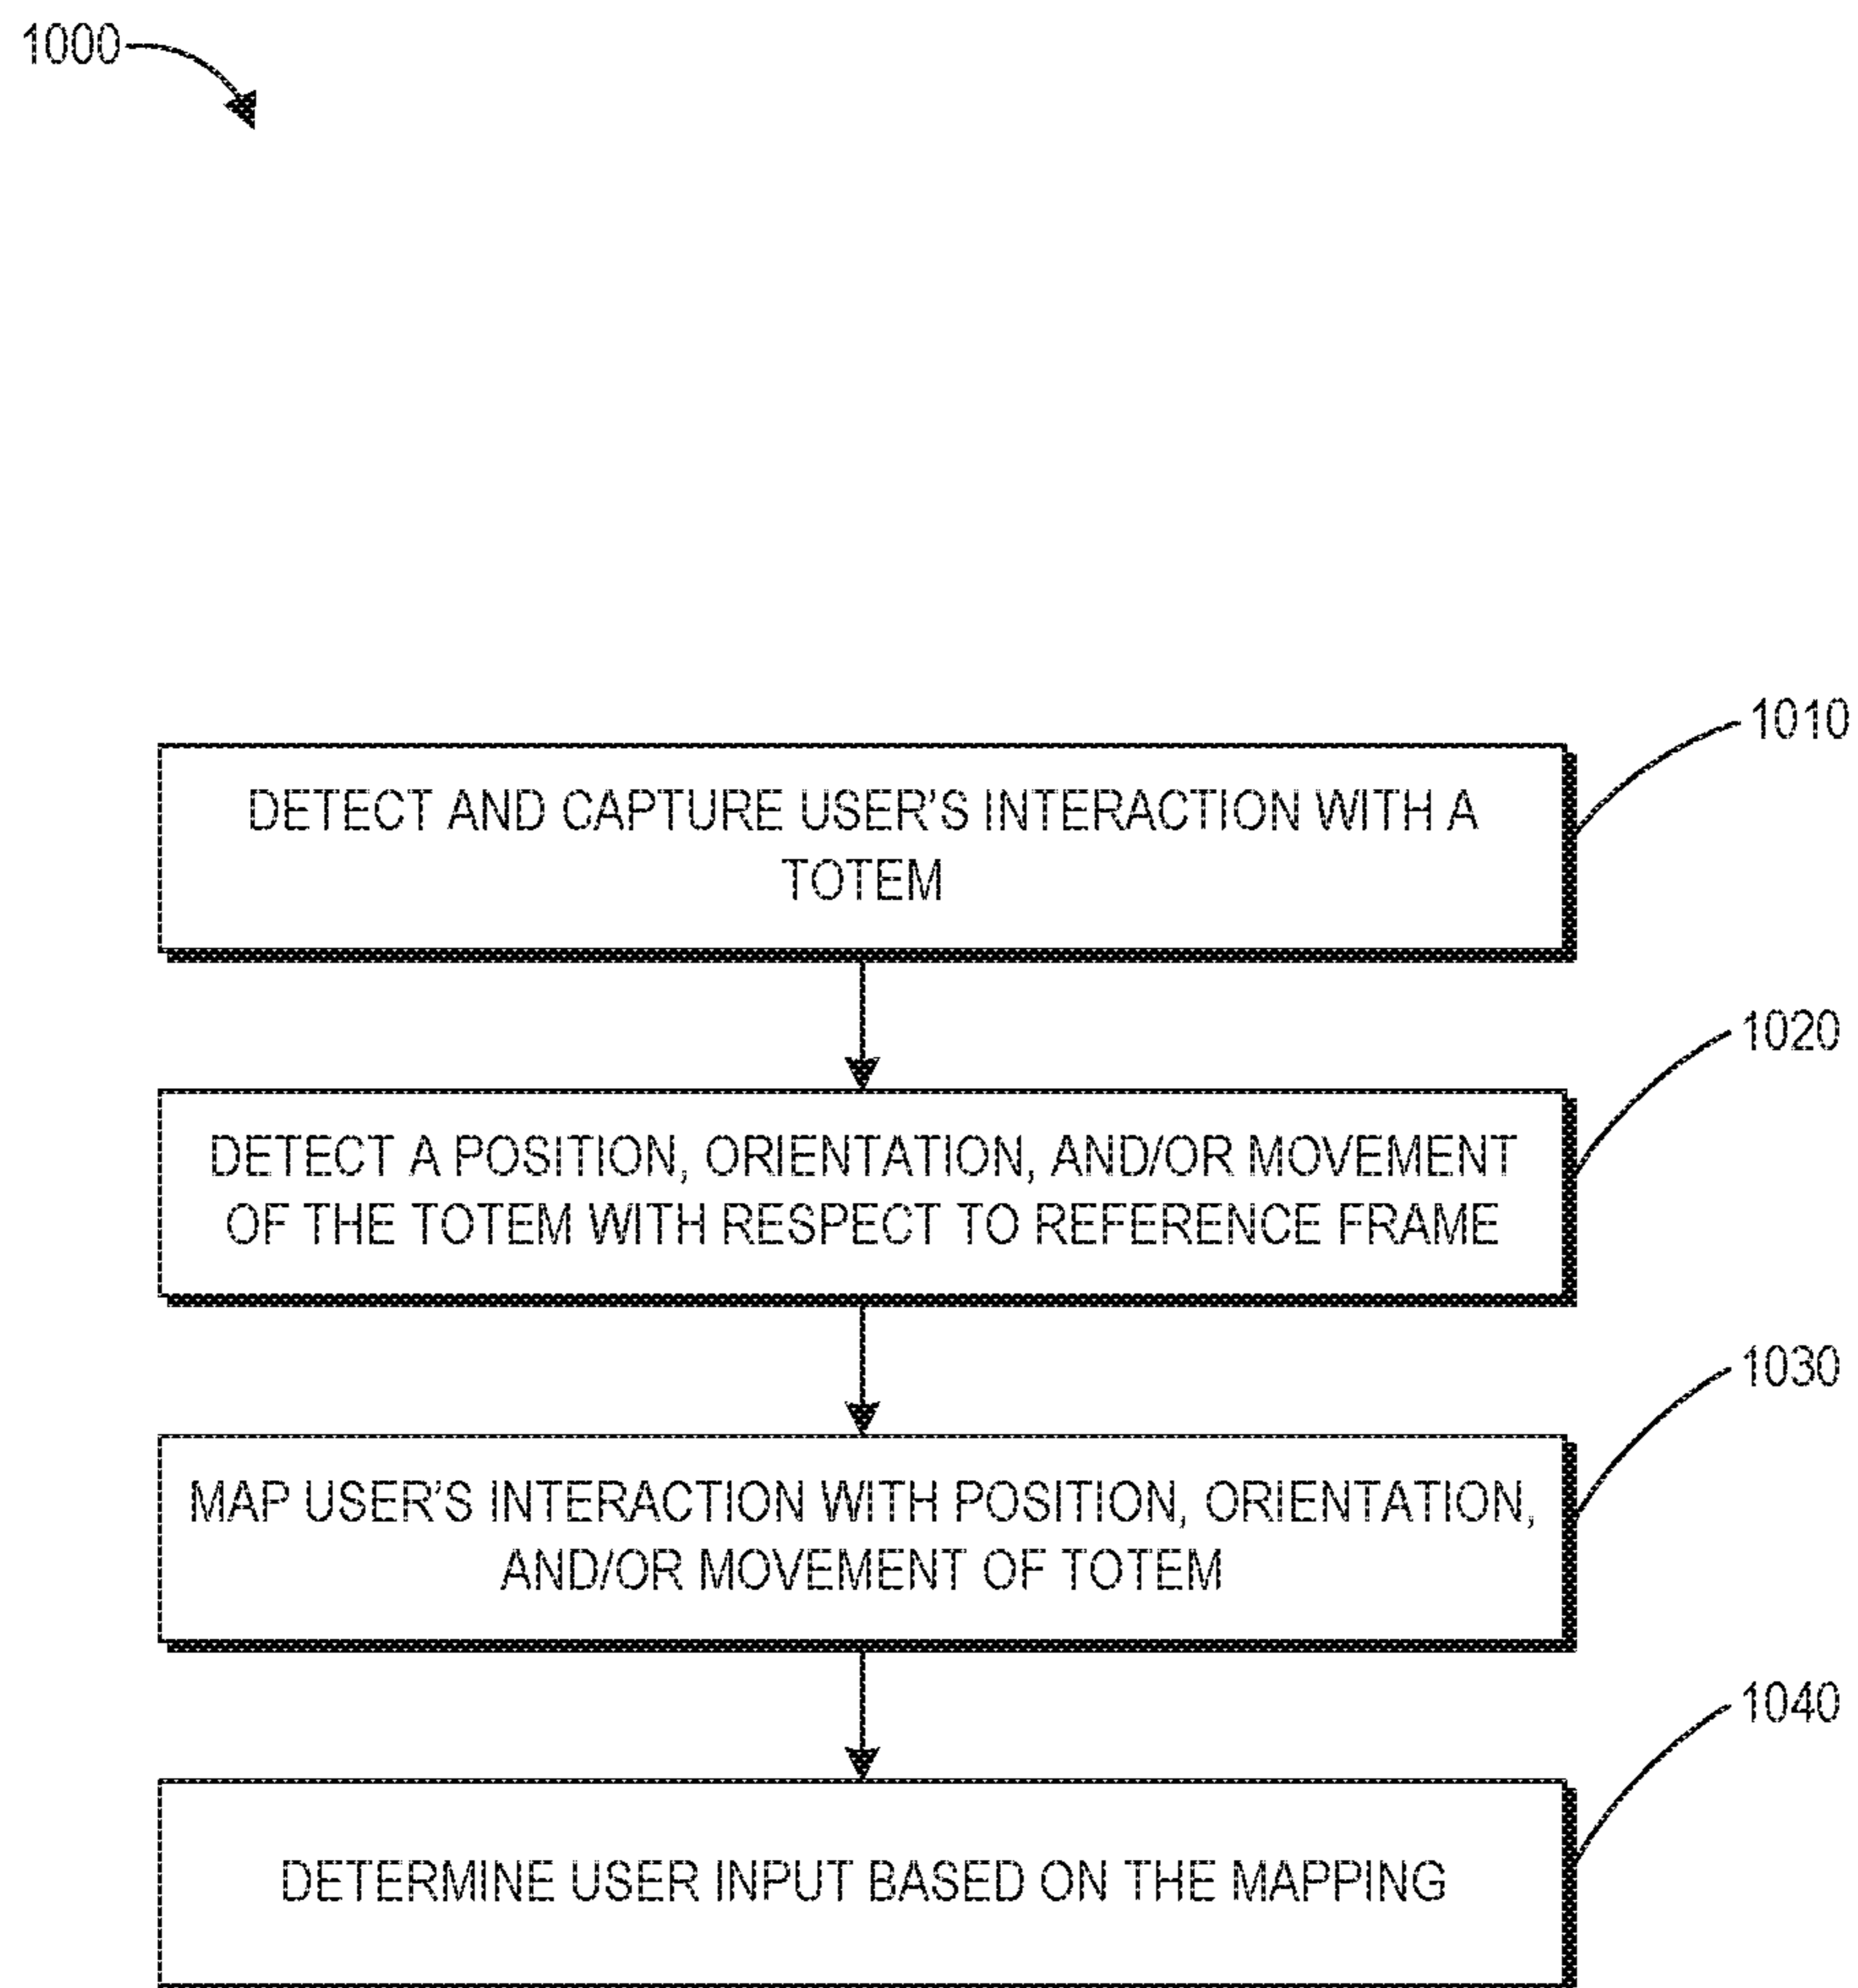 1000
1010
DETECT AND CAPTURE USER'S INTERACTION WITH A
TOTEM
1020
DETECT A POSITION, ORIENTATION, AND/OR MOVEMENT
OF THE TOTEM WITH RESPECT TO REFERENCE FRAME
1030
MAP USER'S INTERACTION WITH POSITION, ORIENTATION,
AND/OR MOVEMENT OF TOTEM
1040
DETERMINE USER INPUT BASED ON THE MAPPING